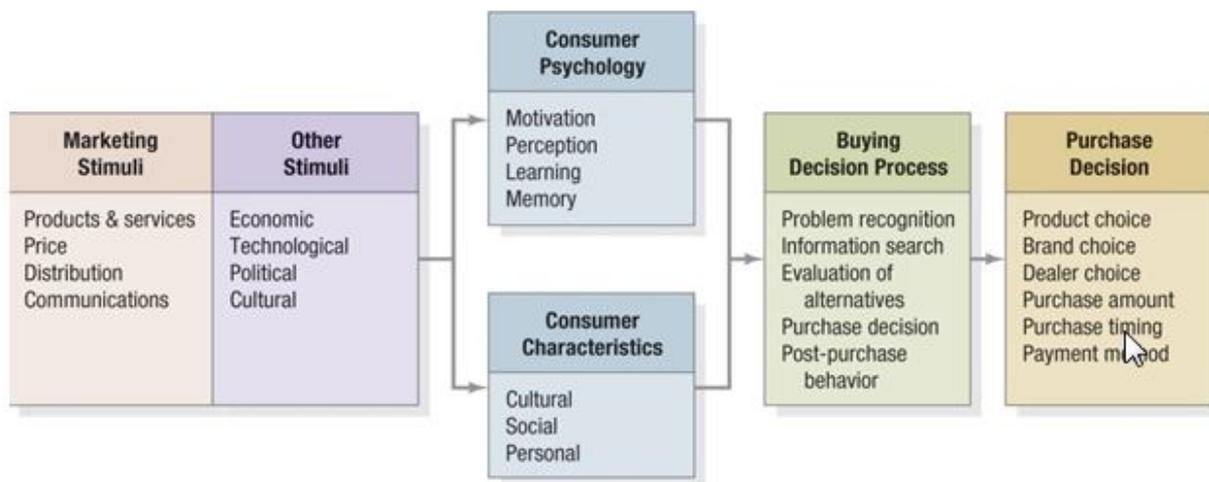 Marketing
Stimuli
Products & services
Price
Distribution
Communications
Other
Stimuli
Economic
Technological
Political
Cultural
Consumer
Psychology
Motivation
Perception
Learning
Memory
Consumer
Characteristics
Cultural
Social
Personal
Buying
Decision Process
Problem recognition
Information search
Evaluation of
alternatives
Purchase decision
Post-purchase
behavior
Purchase
Decision
Product choice
Brand choice
Dealer choice
Purchase amount
Purchase timing
Payment method